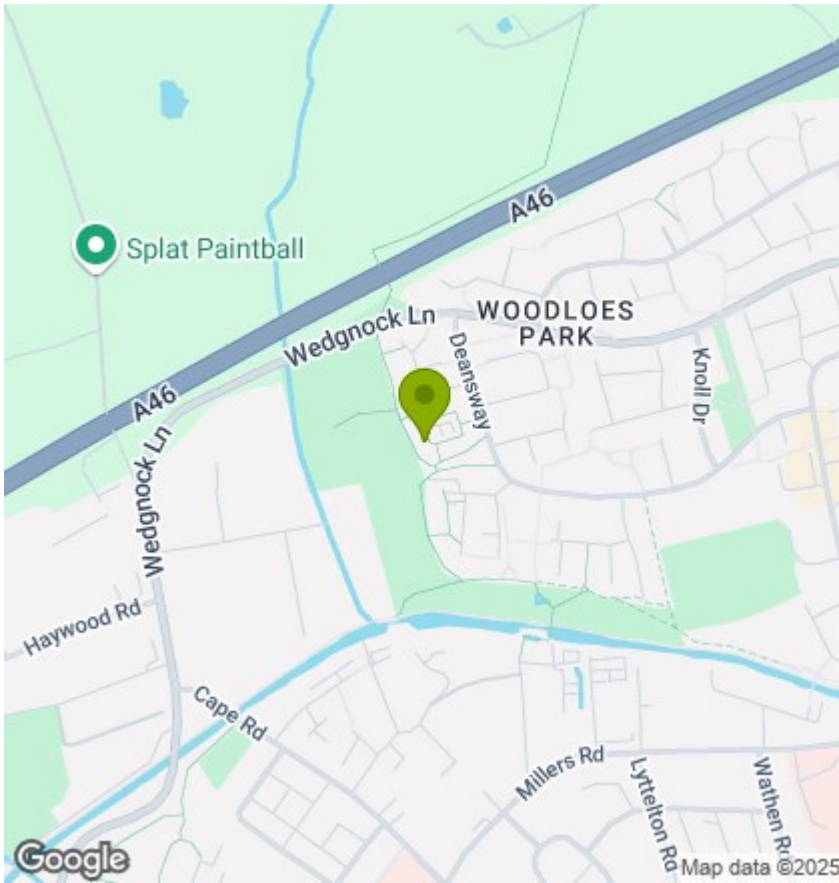 A46
Splat Paintball
Wedgnock Ln
WOODLOES
PARK
Deansway
Knoll Dr
A46
Wedgnock Ln
Haywood Rd
Cape Rd
Millers Rd
Lyttelton Rd
Wathen Rd
Google
Map data ©2025